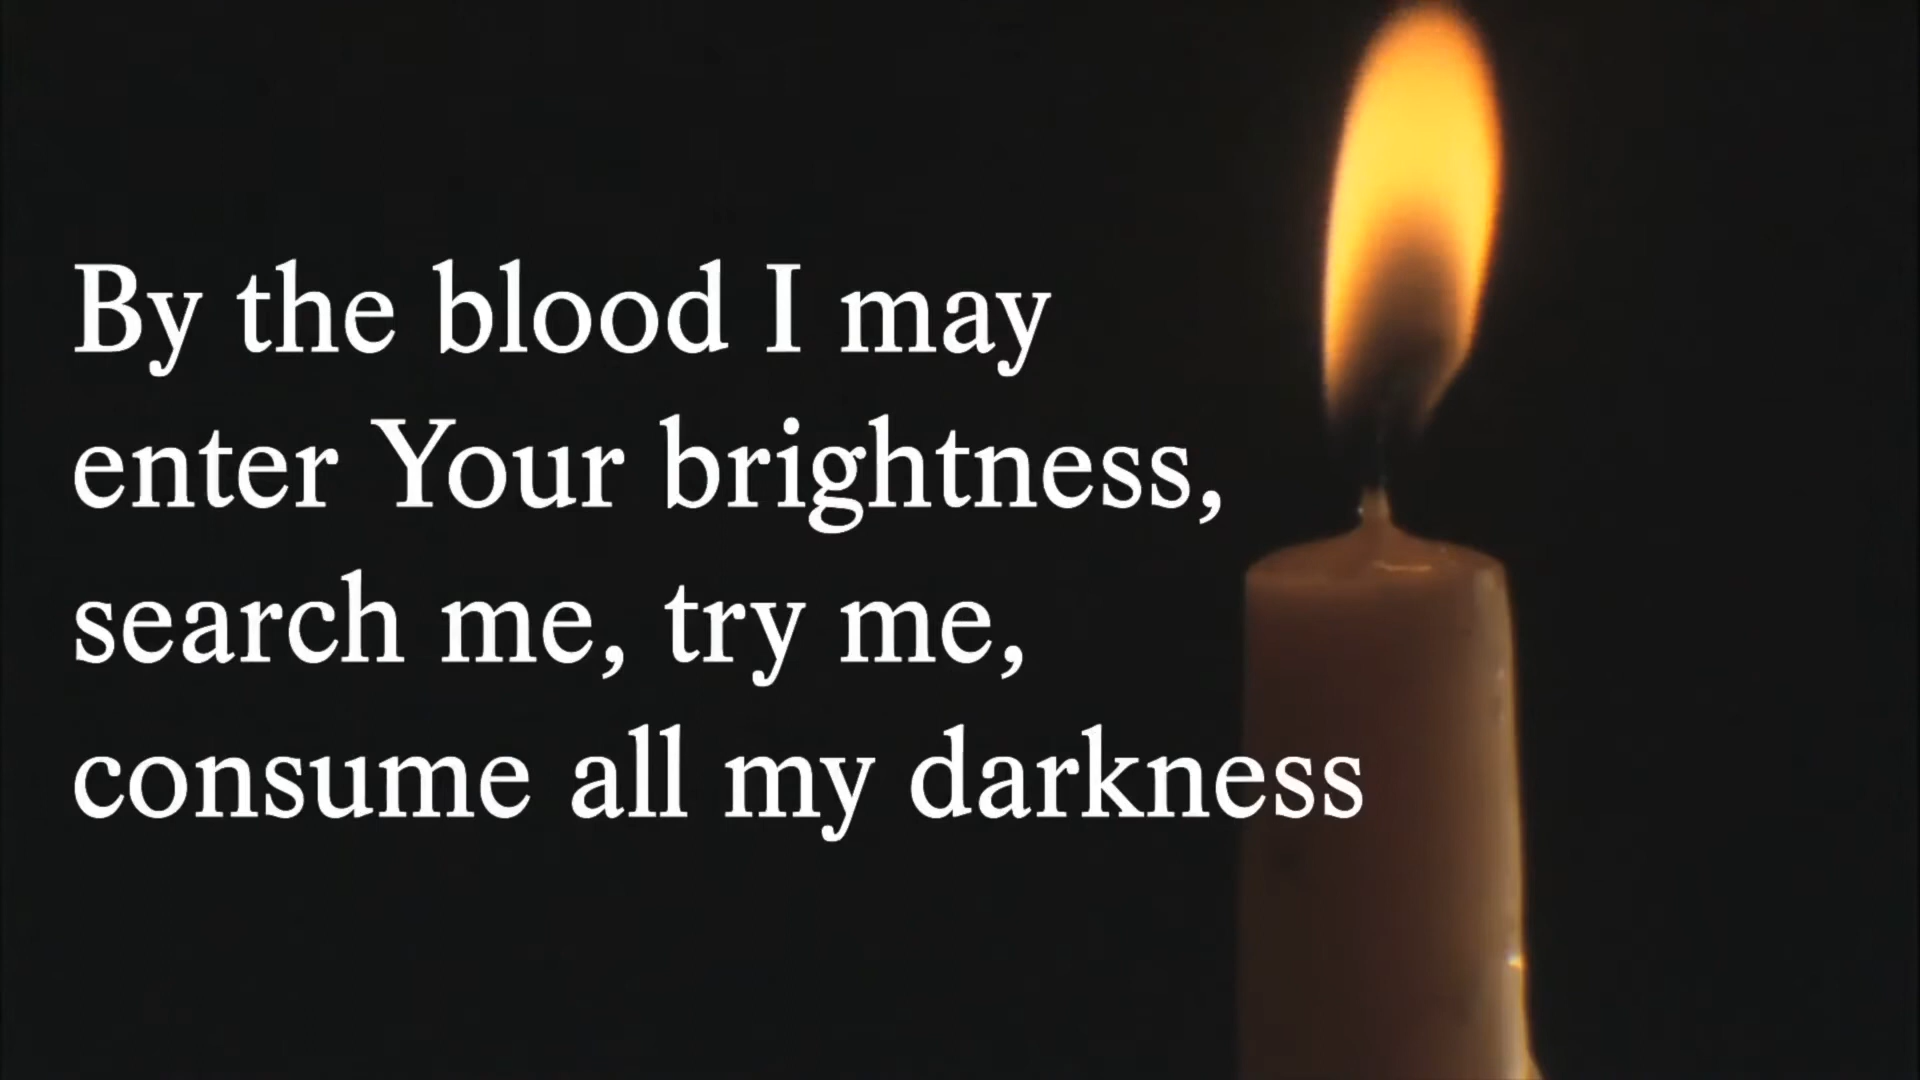 By the blood I may
enter Your brightness,
search me, try me,
consume all my darkness